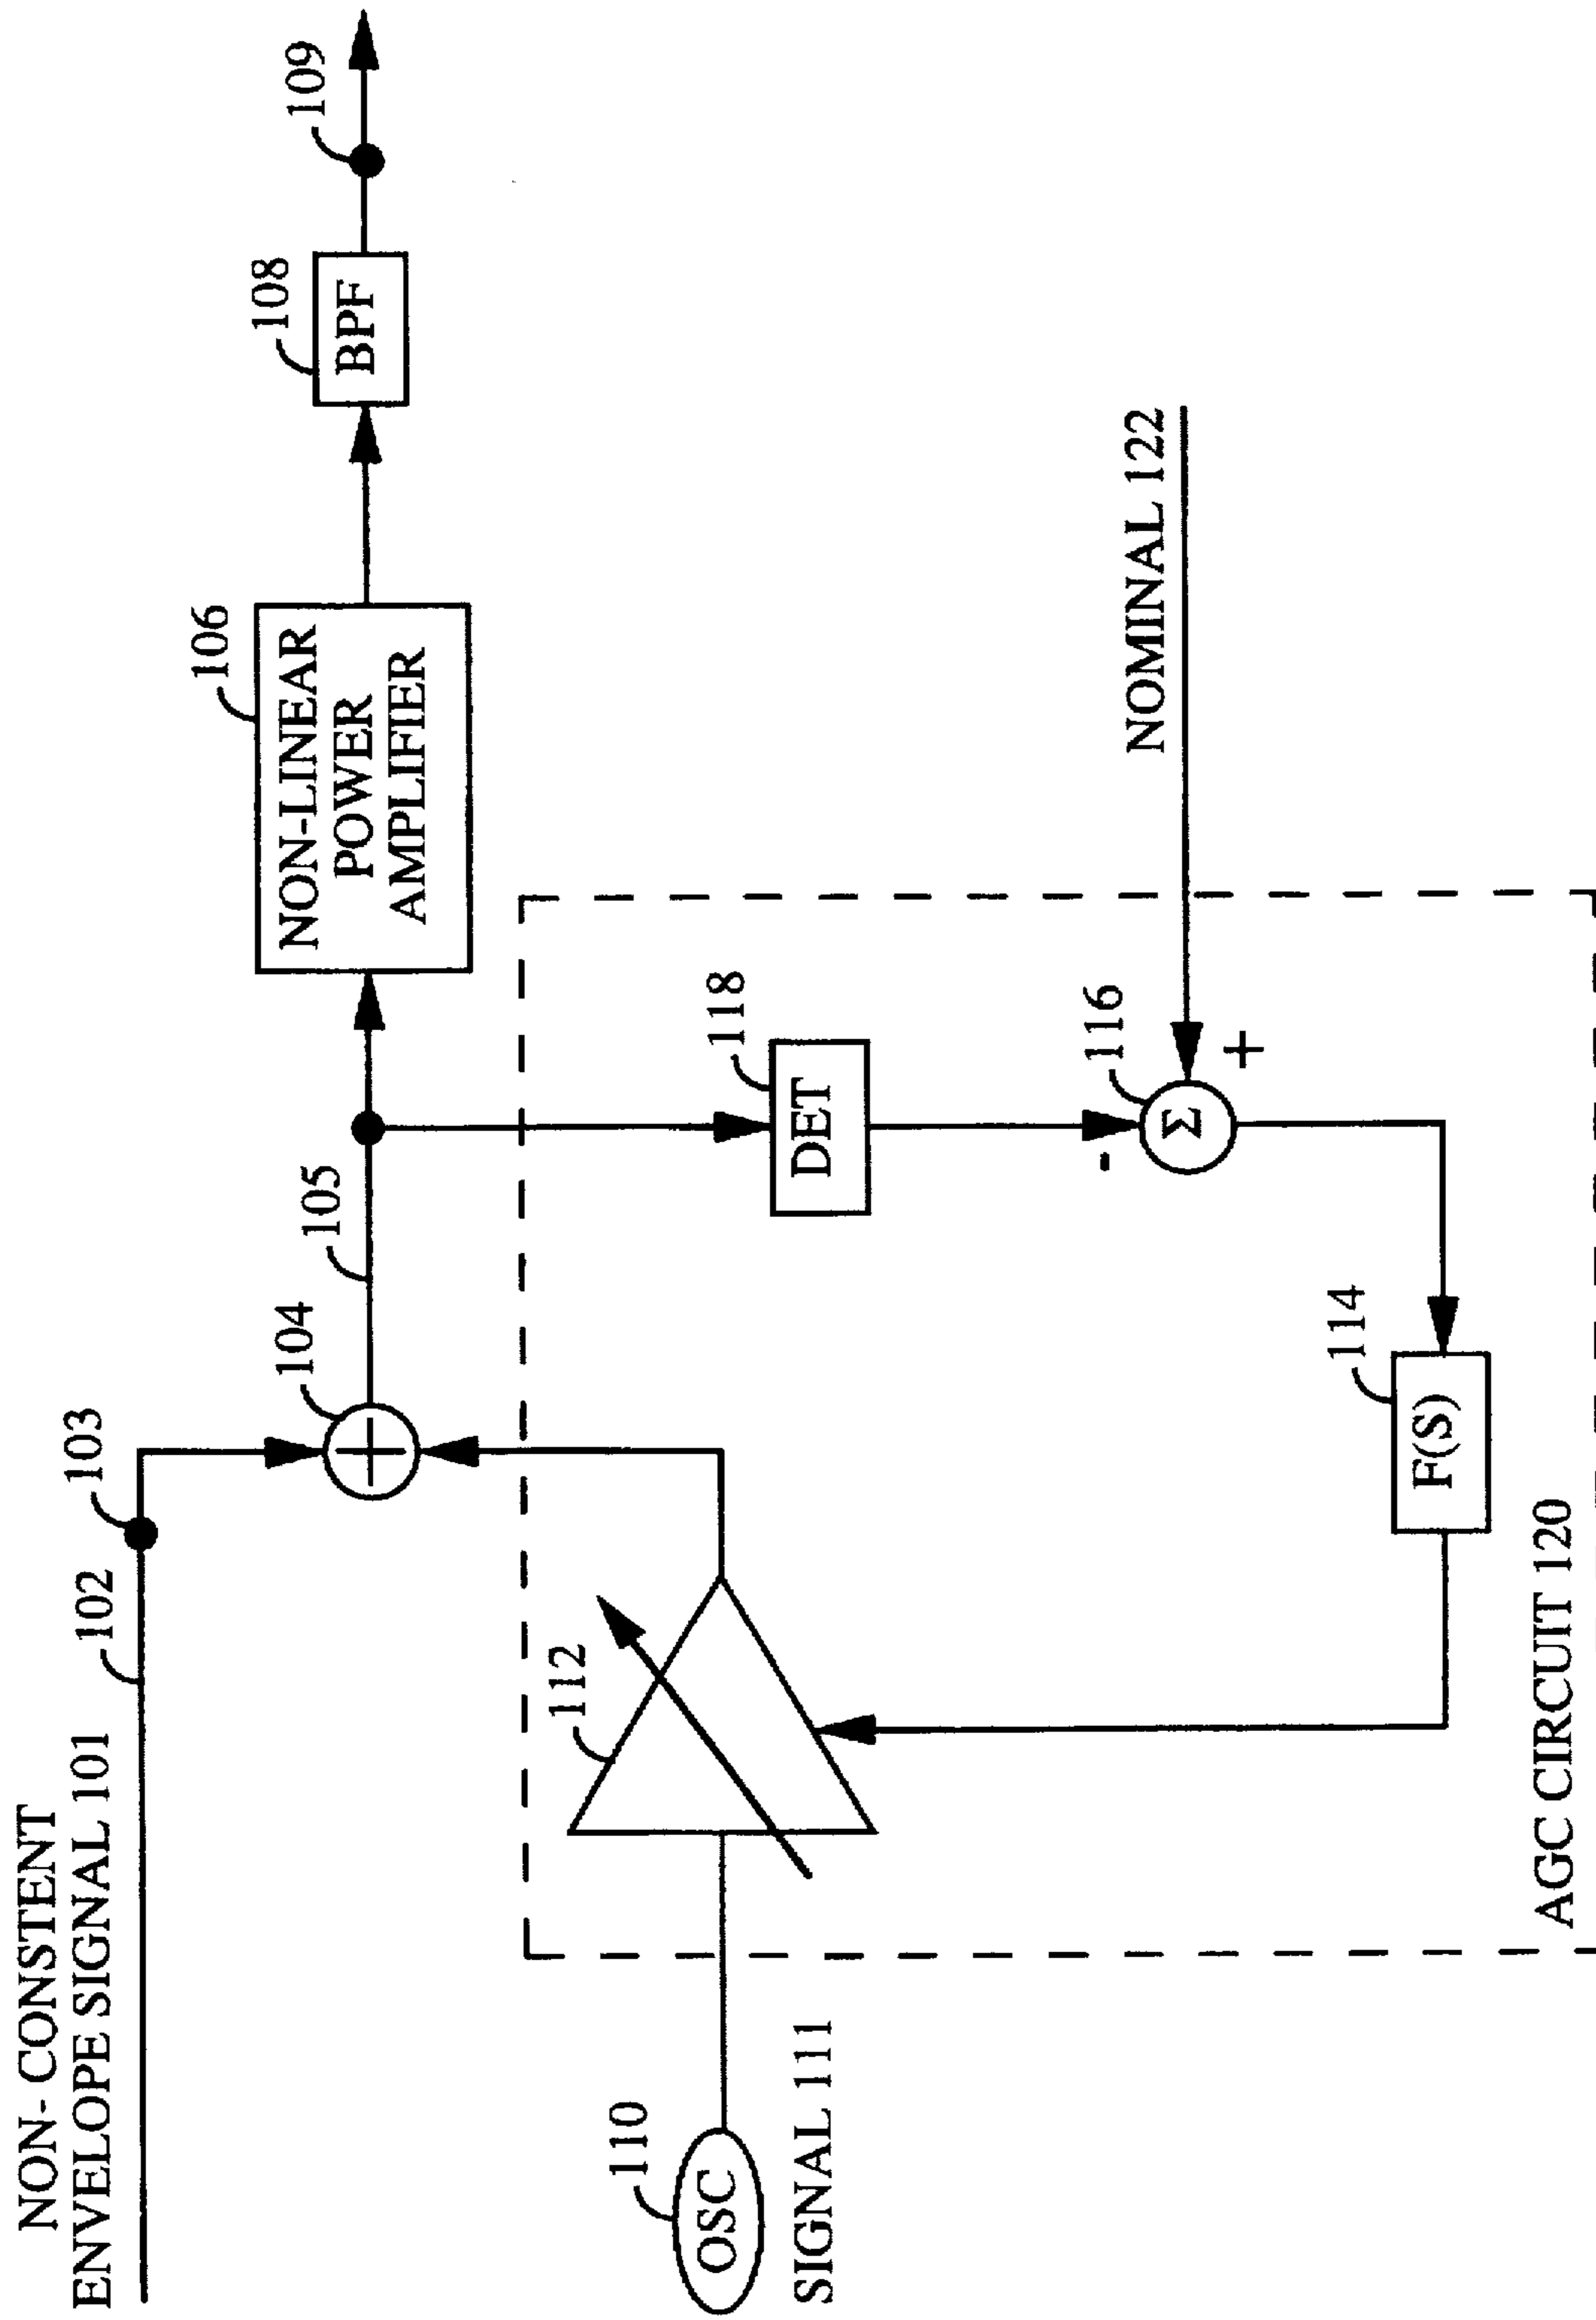 NON- CONSTENT
ENVELOPE SIGNAL 101
102
103
104
105
106
NON-LINEAR
POWER
AMPLIFIER
108
BPF
109
110
OSC
SIGNAL 111
112
118
DET
116
Σ
-
+
NOMINAL 122
114
F(S)
AGC CIRCUIT 120